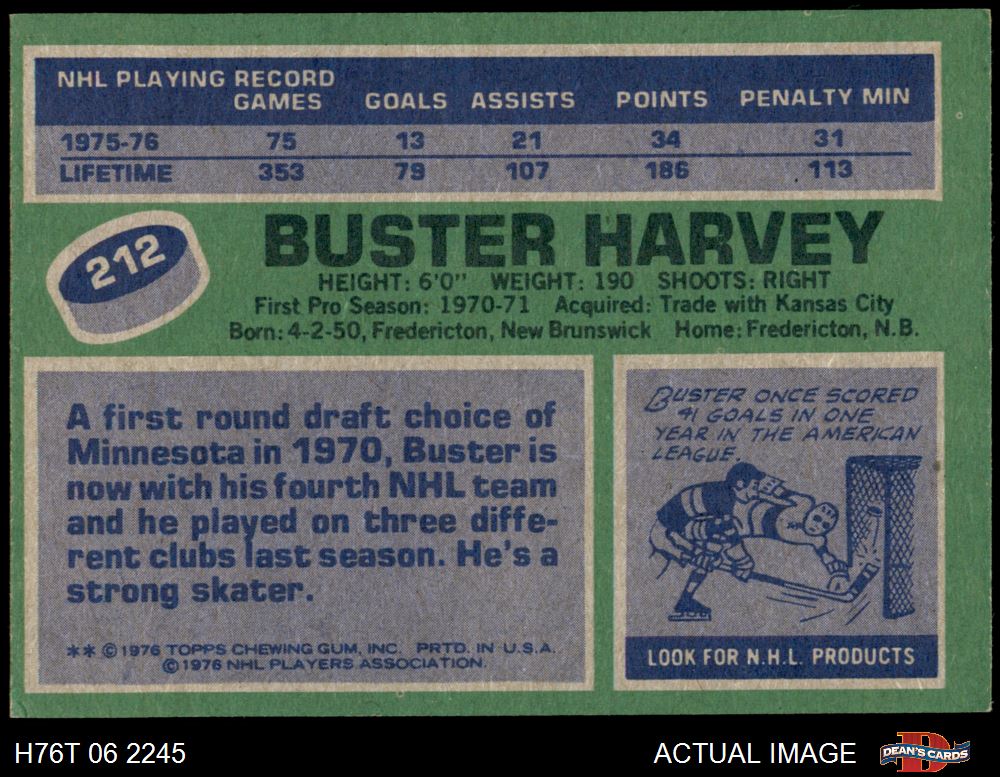 NHL PLAYING RECORD
GAMES GOALS ASSISTS POINTS PENALTY MIN
1975-76 75 13 21 34 31
LIFETIME 353 79 107 186 113
212
BUSTER HARVEY
HEIGHT: 6'0" WEIGHT: 190 SHOOTS: RIGHT
First Pro Season: 1970-71 Acquired: Trade with Kansas City
Born: 4-2-50, Fredericton, New Brunswick Home: Fredericton, N.B.
A first round draft choice of
Minnesota in 1970, Buster is
now with his fourth NHL team
and he played on three diffe-
rent clubs last season. He's a
strong skater.
** © 1976 TOPPS CHEWING GUM, INC. PRTD. IN U.S.A.
© 1976 NHL PLAYERS ASSOCIATION.
BUSTER ONCE SCORED
41 GOALS IN ONE
YEAR IN THE AMERICAN
LEAGUE.
LOOK FOR N.H.L. PRODUCTS
H76T 06 2245
ACTUAL IMAGE
D
DEAN'S CARDS